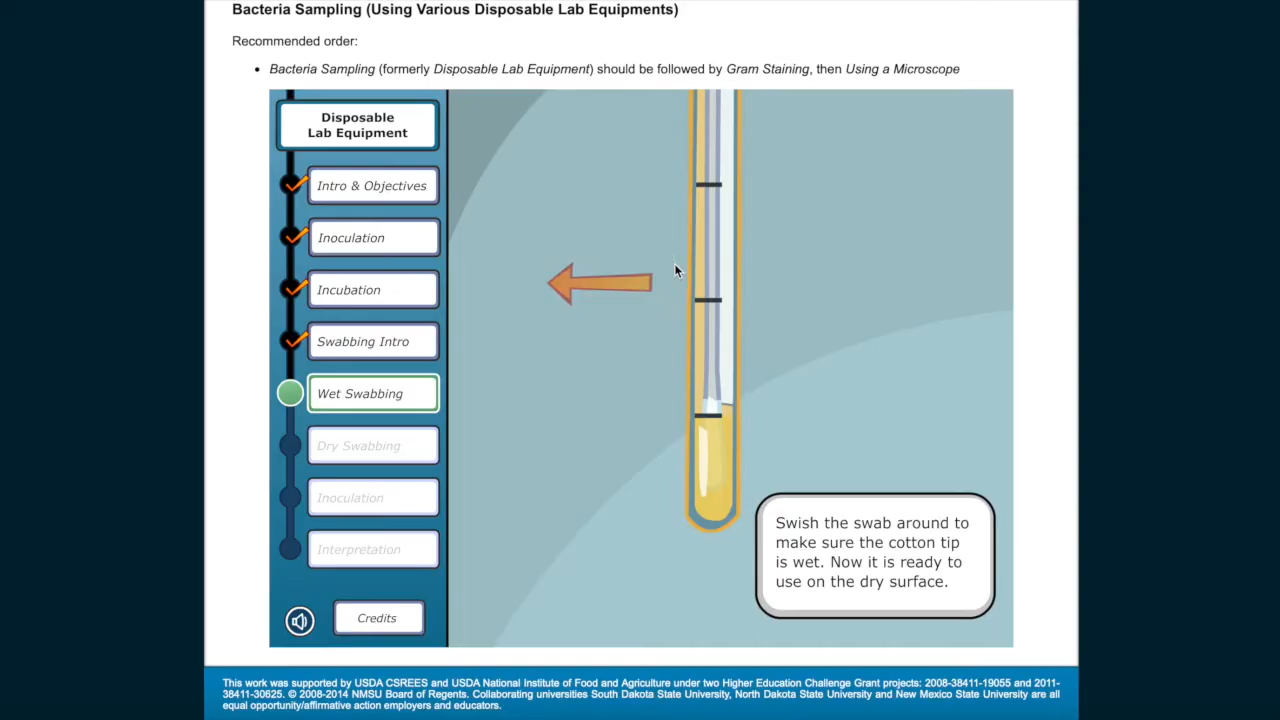 Bacteria Sampling (Using Various Disposable Lab Equipments)
Recommended order:
• Bacteria Sampling (formerly Disposable Lab Equipment) should be followed by Gram Staining, then Using a Microscope
Disposable
Lab Equipment
Intro & Objectives
Inoculation
Incubation
Swabbing Intro
Wet Swabbing
Dry Swabbing
Inoculation
Interpretation
Credits
Swish the swab around to
make sure the cotton tip
is wet. Now it is ready to
use on the dry surface.
This work was supported by USDA CSREES and USDA National Institute of Food and Agriculture under two Higher Education Challenge Grant projects: 2008-38411-19055 and 2011-
38411-30625. © 2008-2014 NMSU Board of Regents. Collaborating universities South Dakota State University, North Dakota State University and New Mexico State University are all
equal opportunity/affirmative action employers and educators.